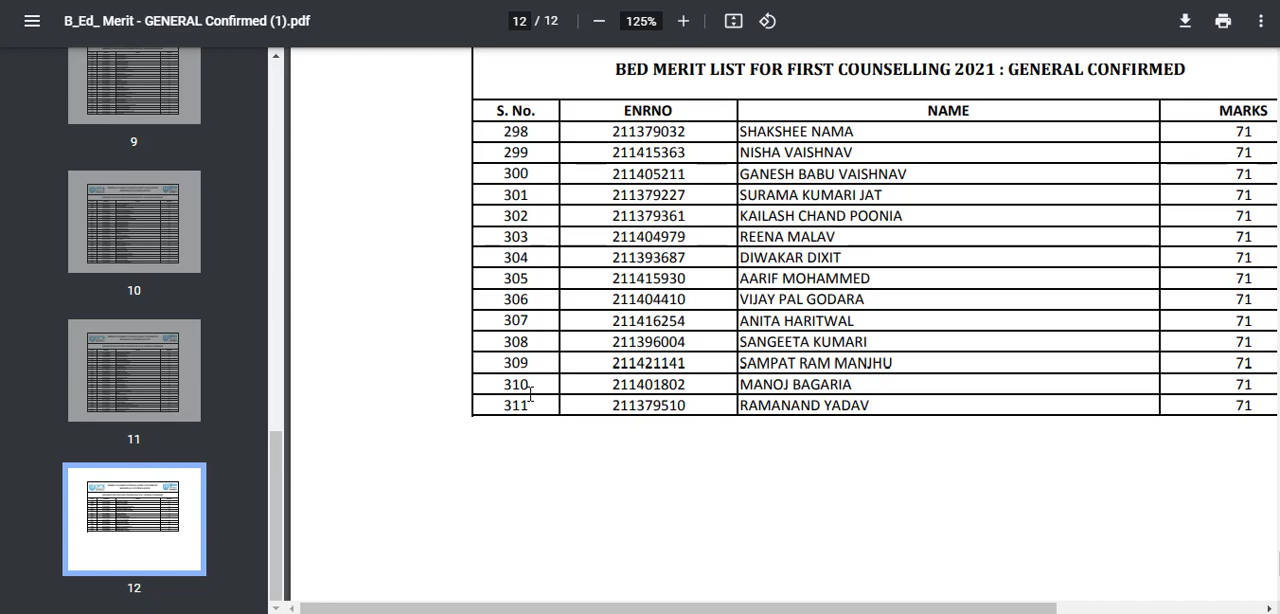 B_Ed_ Merit - GENERAL Confirmed (1).pdf 12 / 12 125%
9
10
11
12
BED MERIT LIST FOR FIRST COUNSELLING 2021 : GENERAL CONFIRMED
S. No. ENRNO NAME MARKS
298 211379032 SHAKSHEE NAMA 71
299 211415363 NISHA VAISHNAV 71
300 211405211 GANESH BABU VAISHNAV 71
301 211379227 SURAMA KUMARI JAT 71
302 211379361 KAILASH CHAND POONIA 71
303 211404979 REENA MALAV 71
304 211393687 DIWAKAR DIXIT 71
305 211415930 AARIF MOHAMMED 71
306 211404410 VIJAY PAL GODARA 71
307 211416254 ANITA HARITWAL 71
308 211396004 SANGEETA KUMARI 71
309 211421141 SAMPAT RAM MANJHU 71
310 211401802 MANOJ BAGARIA 71
311 211379510 RAMANAND YADAV 71